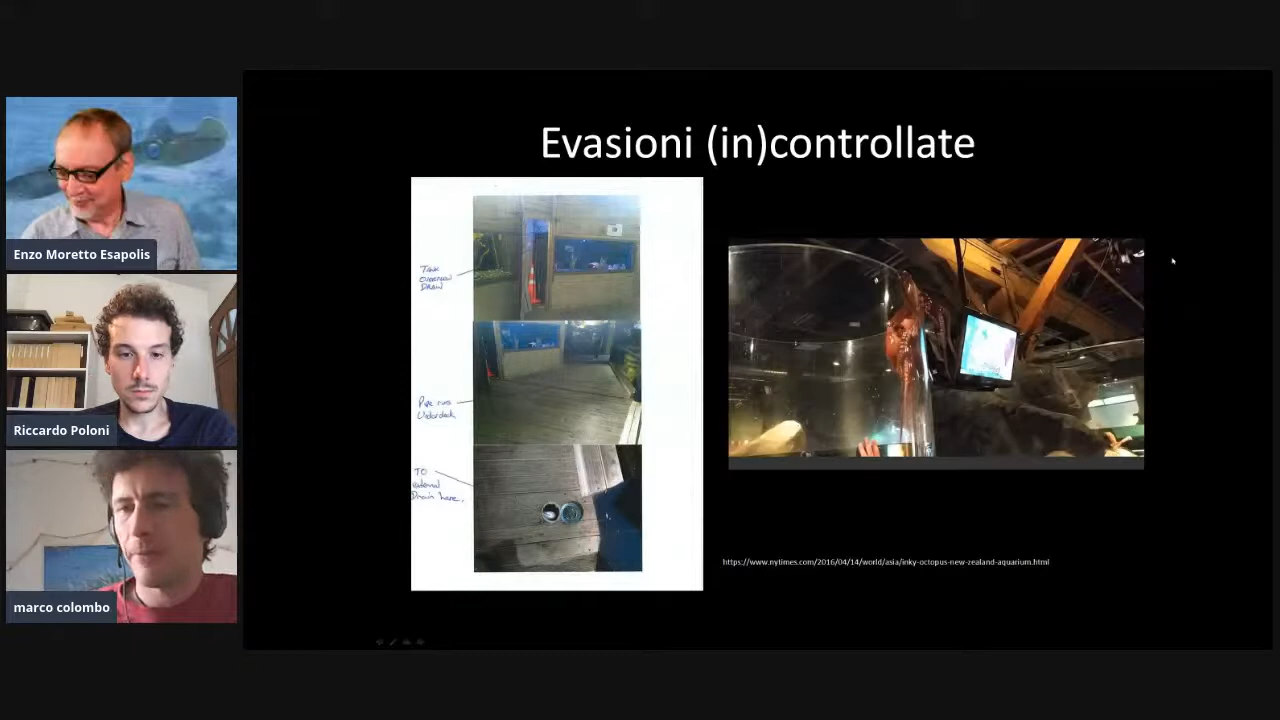 Evasioni (in)controllate
Enzo Moretto Esapolis
Riccardo Poloni
marco colombo
Tank
Overflow
Drain
Pipe runs
Underdeck
TO
external
Drain here.
https://www.nytimes.com/2016/04/14/world/asia/inky-octopus-new-zealand-aquarium.html